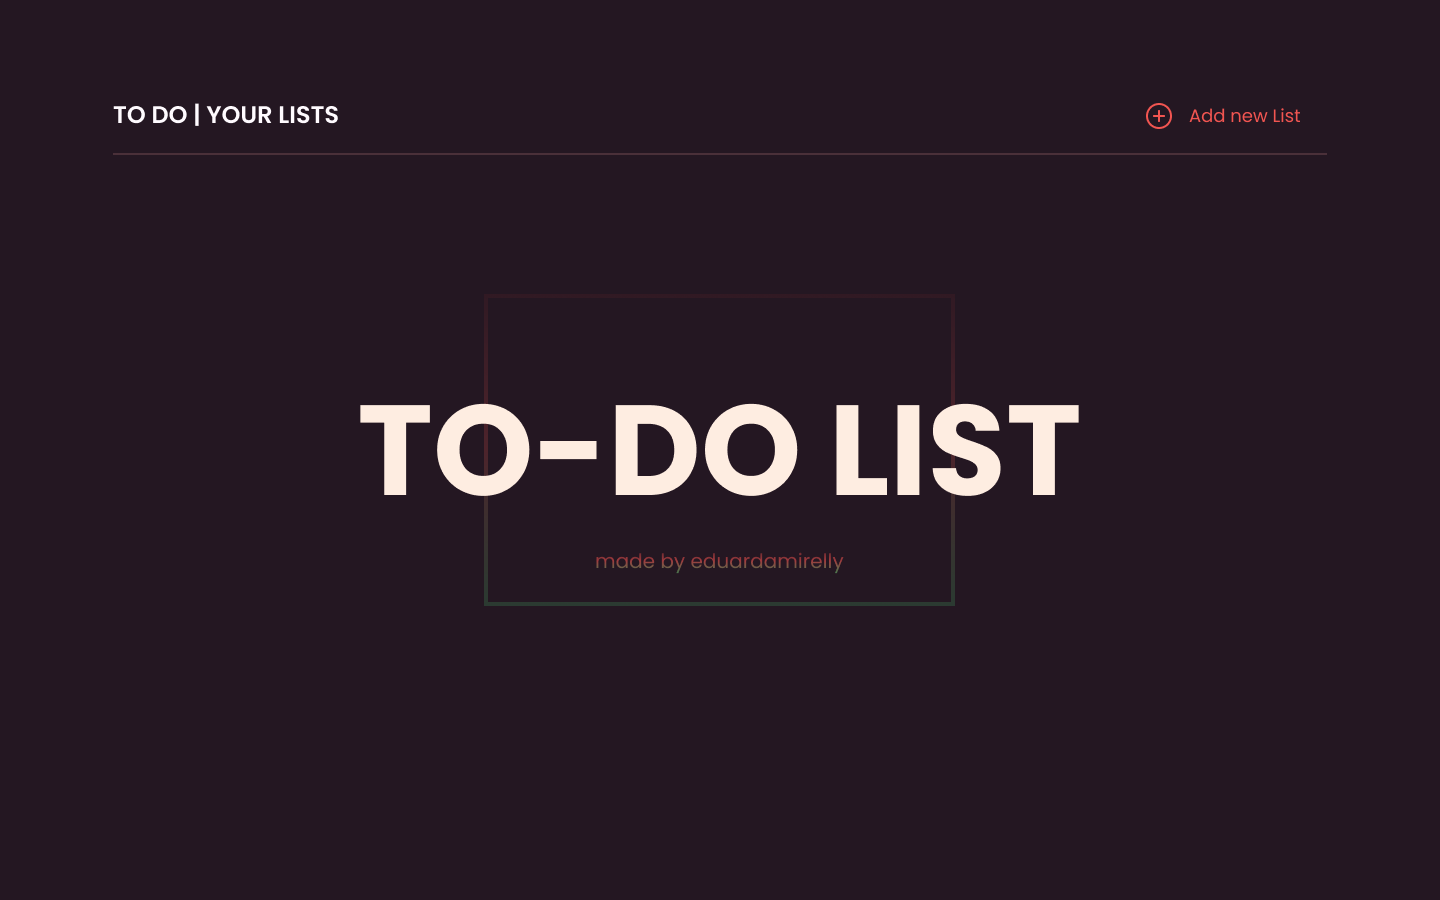 TO DO | YOUR LISTS
Add new List
TO-DO LIST
made by eduardamirelly